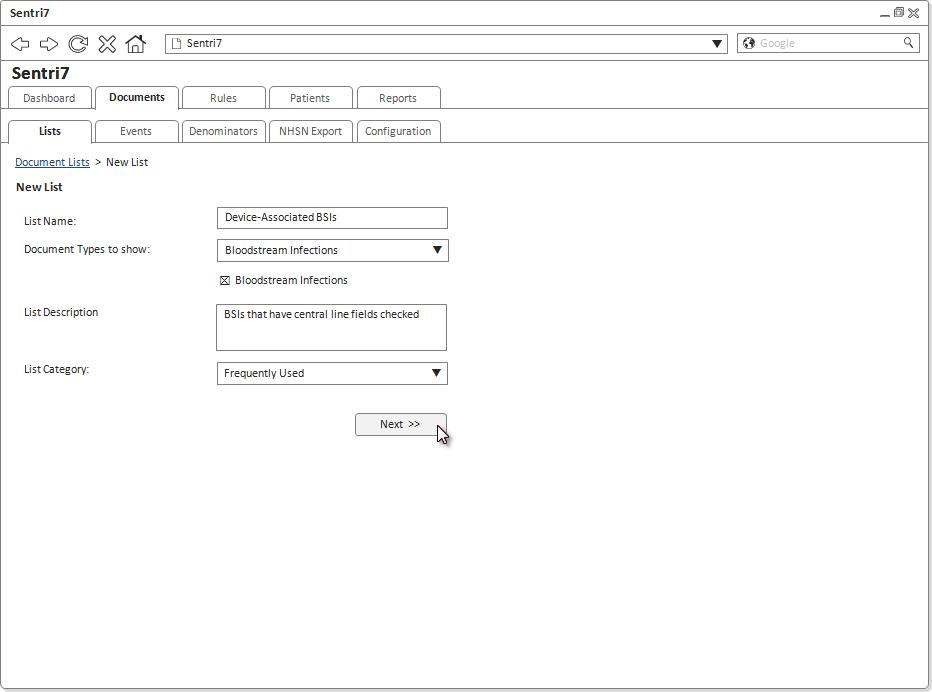 Sentri7
Sentri7 Google
Sentri7
Dashboard Documents Rules Patients Reports
Lists Events Denominators NHSN Export Configuration
Document Lists > New List
New List
List Name: Device-Associated BSIs
Document Types to show: Bloodstream Infections
Bloodstream Infections
List Description BSIs that have central line fields checked
List Category: Frequently Used
Next >>